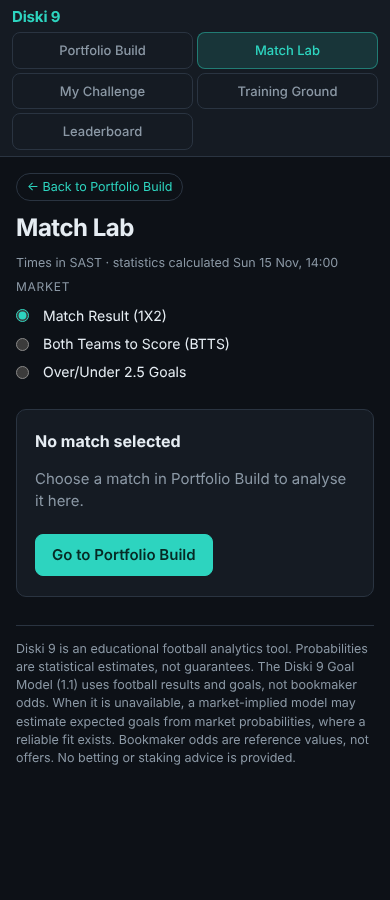 Diski 9
Portfolio Build
Match Lab
My Challenge
Training Ground
Leaderboard
← Back to Portfolio Build
Match Lab
Times in SAST · statistics calculated Sun 15 Nov, 14:00
MARKET
Match Result (1X2)
Both Teams to Score (BTTS)
Over/Under 2.5 Goals
No match selected
Choose a match in Portfolio Build to analyse
it here.
Go to Portfolio Build
Diski 9 is an educational football analytics tool. Probabilities
are statistical estimates, not guarantees. The Diski 9 Goal
Model (1.1) uses football results and goals, not bookmaker
odds. When it is unavailable, a market-implied model may
estimate expected goals from market probabilities, where a
reliable fit exists. Bookmaker odds are reference values, not
offers. No betting or staking advice is provided.